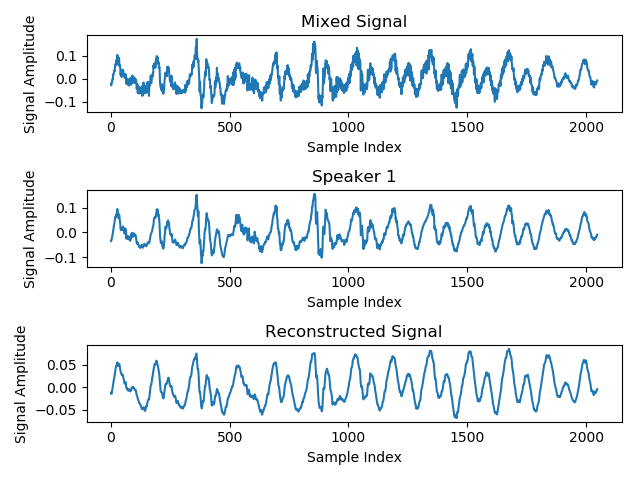 Mixed Signal
Signal Amplitude
0.1
0.0
−0.1
0
500
1000
1500
2000
Sample Index
Speaker 1
Signal Amplitude
0.1
0.0
−0.1
0
500
1000
1500
2000
Sample Index
Reconstructed Signal
Signal Amplitude
0.05
0.00
−0.05
0
500
1000
1500
2000
Sample Index